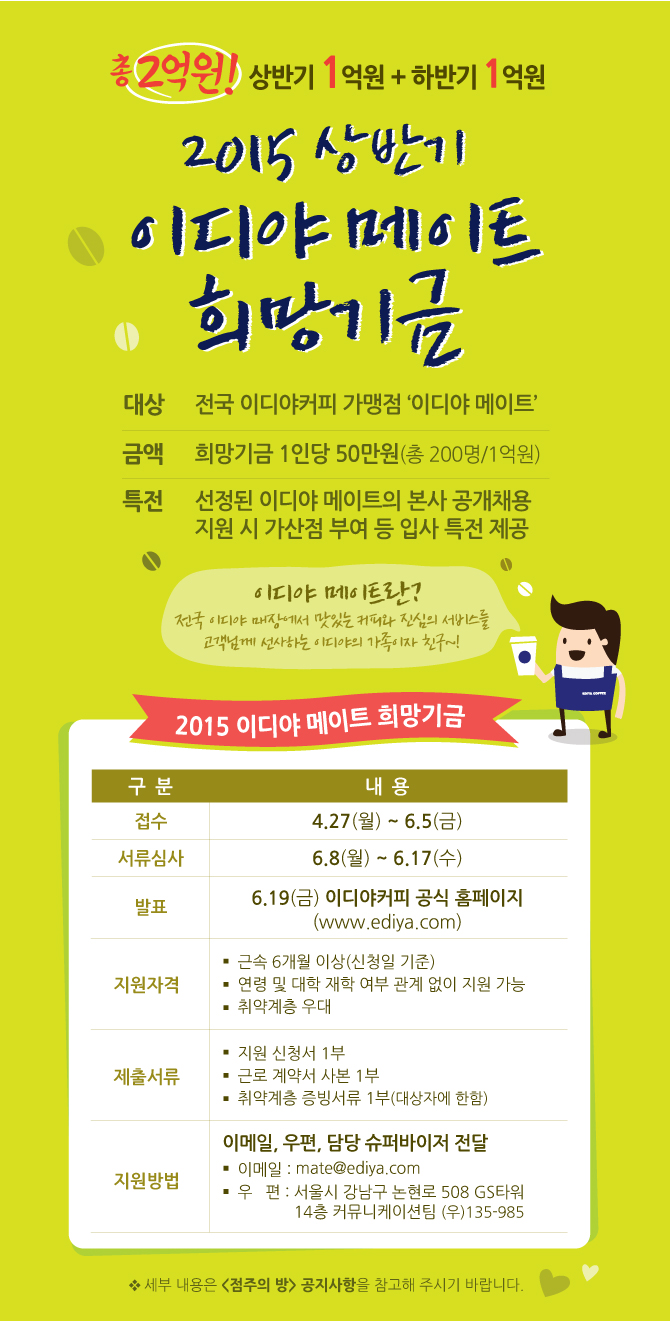 총 2억원! 상반기 1억원 + 하반기 1억원
2015 상반기
이디야 메이트
희망기금
대상 전국 이디야커피 가맹점 ‘이디야 메이트’
금액 희망기금 1인당 50만원(총 200명/1억원)
특전 선정된 이디야 메이트의 본사 공개채용
지원 시 가산점 부여 등 입사 특전 제공
이디야 메이트란?
전국 이디야 매장에서 맛있는 커피와 진심의 서비스를
고객님께 선사하는 이디야의 가족이자 친구~!
EDIYA COFFEE
2015 이디야 메이트 희망기금
구 분 내 용
접수 4.27(월) ~ 6.5(금)
서류심사 6.8(월) ~ 6.17(수)
발표 6.19(금) 이디야커피 공식 홈페이지
(www.ediya.com)
지원자격
▪ 근속 6개월 이상(신청일 기준)
▪ 연령 및 대학 재학 여부 관계 없이 지원 가능
▪ 취약계층 우대
제출서류
▪ 지원 신청서 1부
▪ 근로 계약서 사본 1부
▪ 취약계층 증빙서류 1부(대상자에 한함)
지원방법
이메일, 우편, 담당 슈퍼바이저 전달
▪ 이메일 : mate@ediya.com
▪ 우 편 : 서울시 강남구 논현로 508 GS타워
14층 커뮤니케이션팀 (우)135-985
❖ 세부 내용은 <점주의 방> 공지사항을 참고해 주시기 바랍니다.